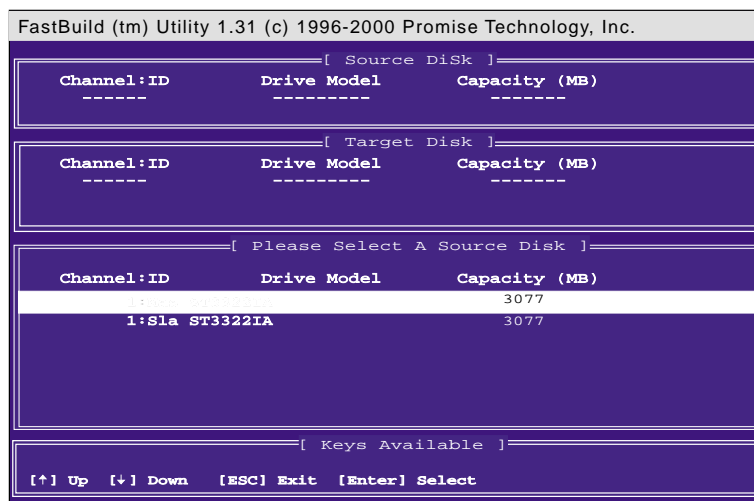 FastBuild (tm) Utility 1.31 (c) 1996-2000 Promise Technology, Inc.
[ Source DiSk ]
Channel:ID Drive Model Capacity (MB)
------ --------- -------
[ Target Disk ]
Channel:ID Drive Model Capacity (MB)
------ --------- -------
[ Please Select A Source Disk ]
Channel:ID Drive Model Capacity (MB)
3077
1:Sla ST3322IA 3077
[ Keys Available ]
[↑] Up [↓] Down [ESC] Exit [Enter] Select